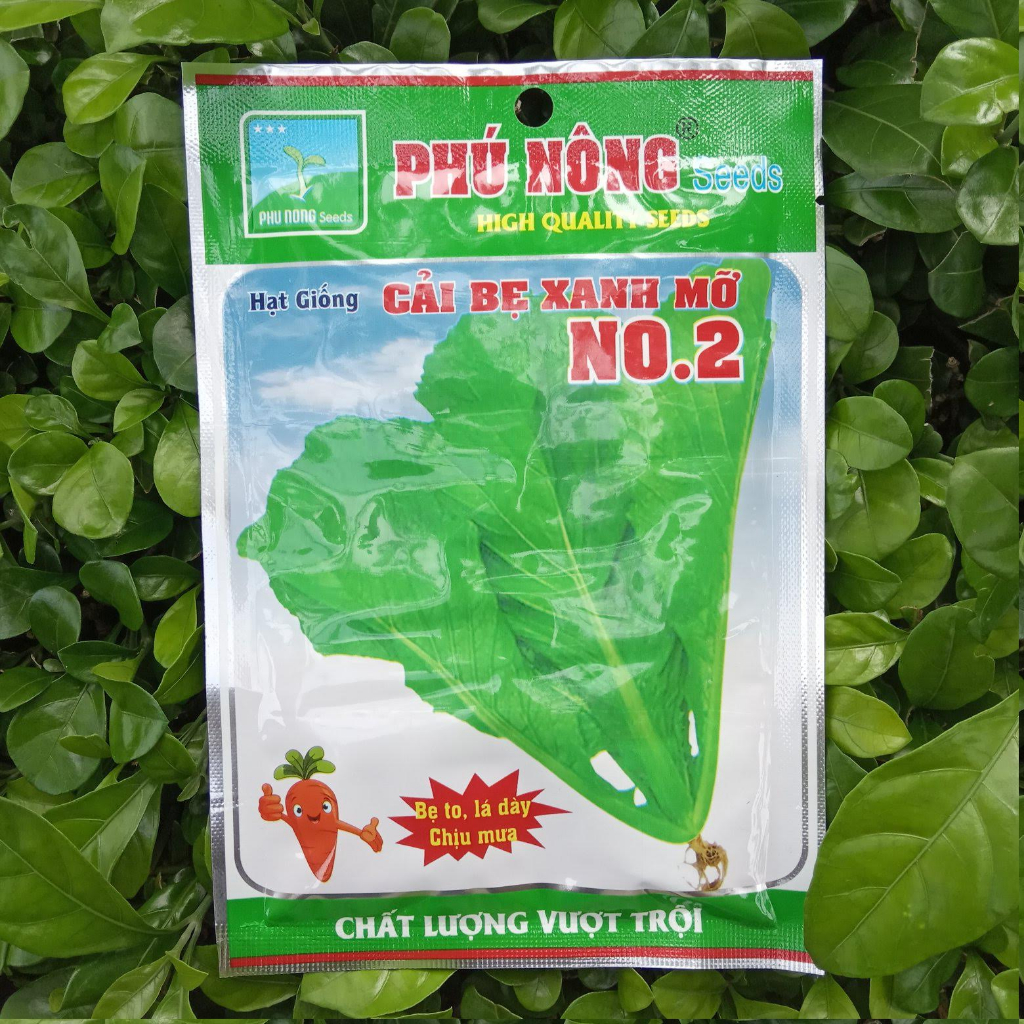 PHU NONG Seeds
PHÚ NÔNG® Seeds
HIGH QUALITY SEEDS
Hạt Giống CẢI BẸ XANH MỠ
NO.2
Bẹ to, lá dày
Chịu mưa
CHẤT LƯỢNG VƯỢT TRỘI